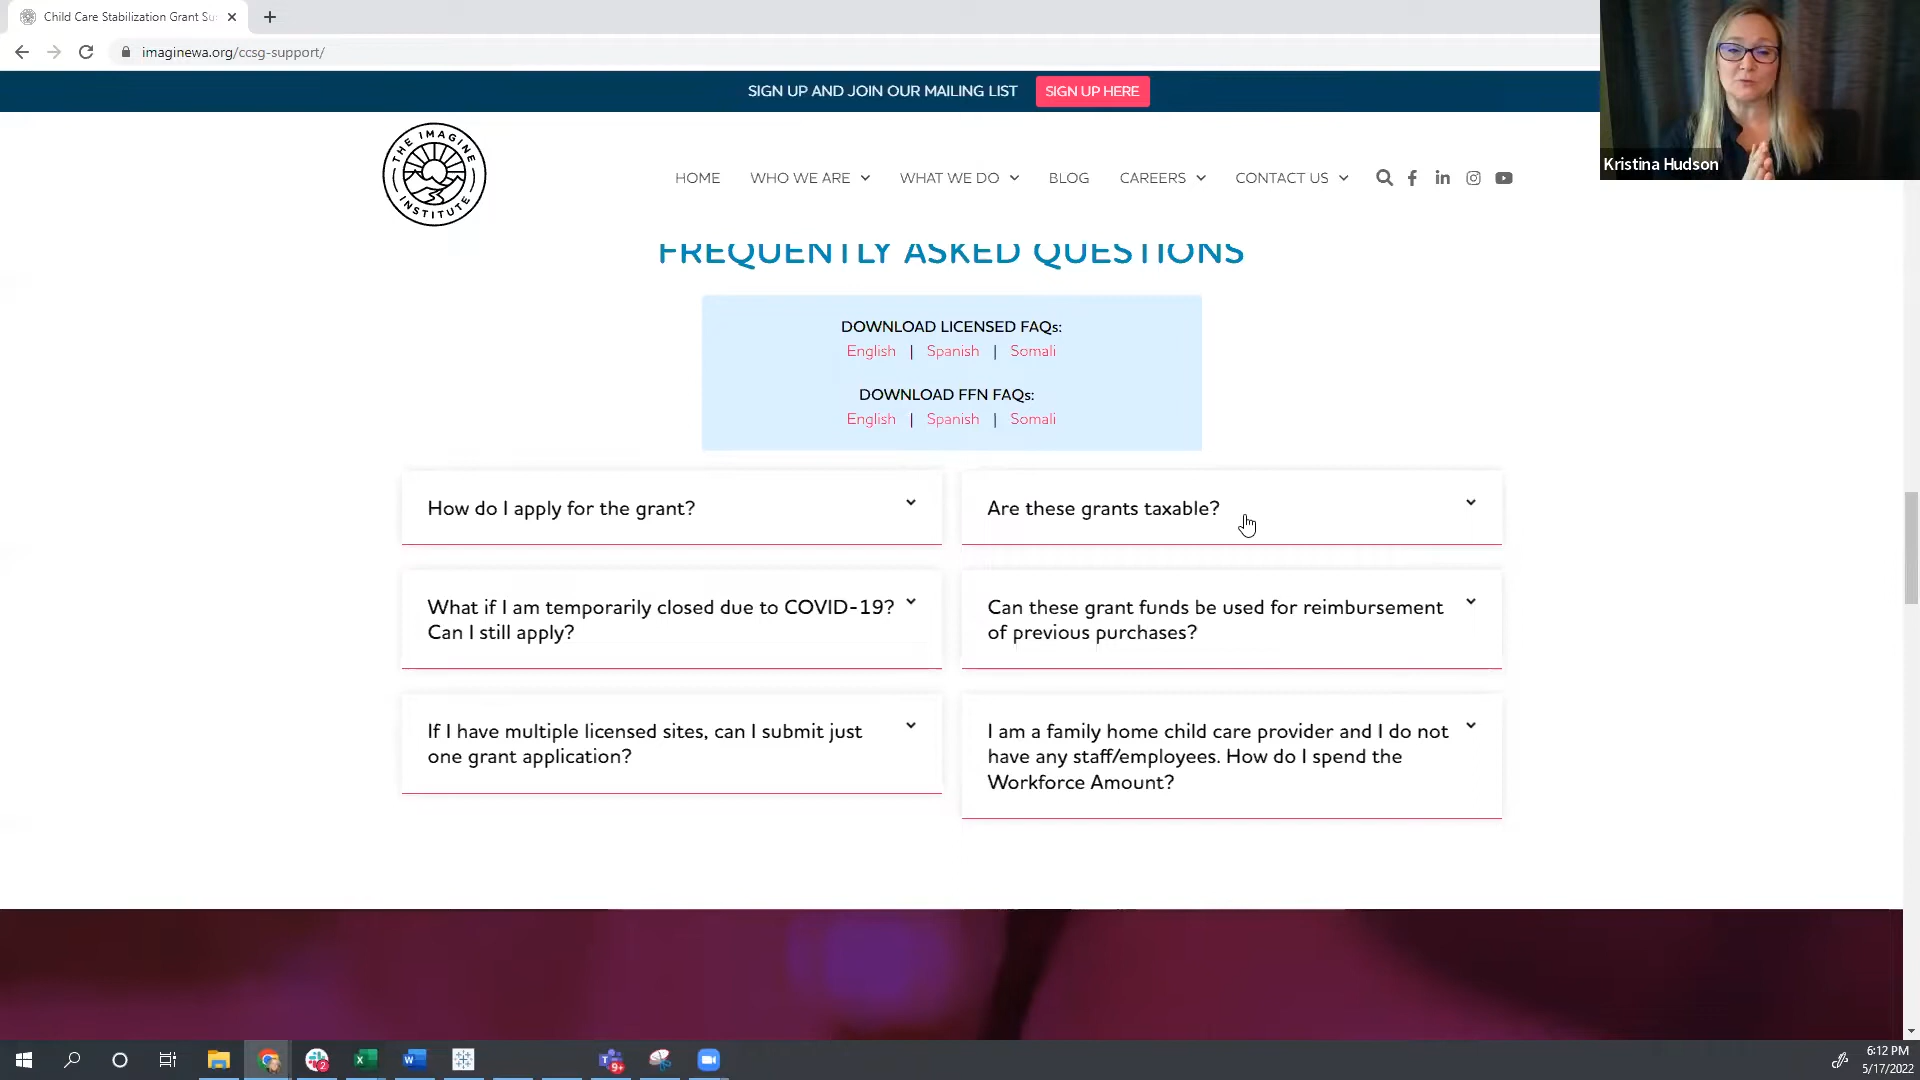 Child Care Stabilization Grant Su
imaginewa.org/ccsg-support/
SIGN UP AND JOIN OUR MAILING LIST
SIGN UP HERE
THE IMAGINE INSTITUTE
HOME
WHO WE ARE
WHAT WE DO
BLOG
CAREERS
CONTACT US
Kristina Hudson
FREQUENTLY ASKED QUESTIONS
DOWNLOAD LICENSED FAQs:
English | Spanish | Somali
DOWNLOAD FFN FAQs:
English | Spanish | Somali
How do I apply for the grant?
Are these grants taxable?
What if I am temporarily closed due to COVID-19?
Can I still apply?
Can these grant funds be used for reimbursement
of previous purchases?
If I have multiple licensed sites, can I submit just
one grant application?
I am a family home child care provider and I do not
have any staff/employees. How do I spend the
Workforce Amount?
2
9+
6:12 PM
5/17/2022